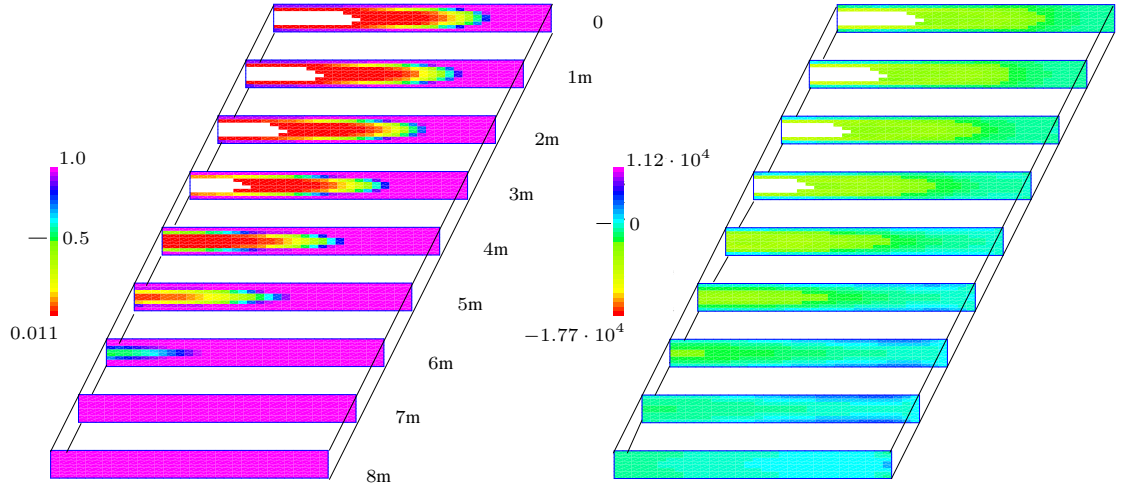 0
1m
2m
1.0
1.12 · 10⁴
3m
— 0.5
— 0
4m
5m
0.011
−1.77 · 10⁴
6m
7m
8m